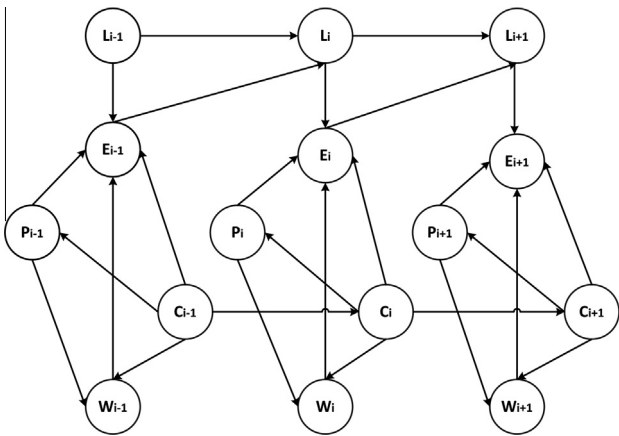 Li-1 Li Li+1
Ei-1 Ei Ei+1
Pi-1 Pi Pi+1
Ci-1 Ci Ci+1
Wi-1 Wi Wi+1